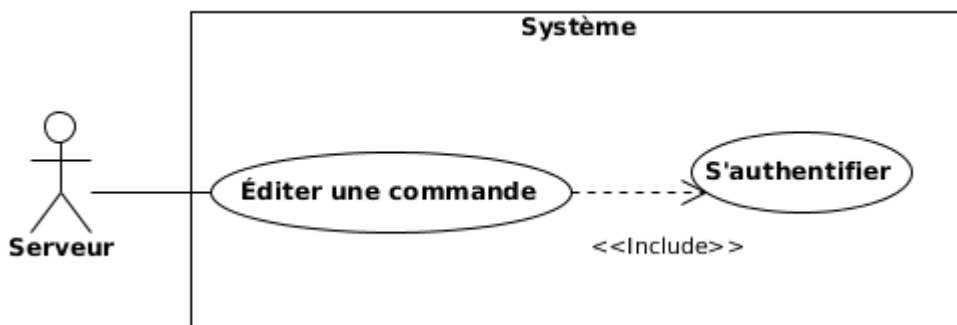 Système
Éditer une commande
S'authentifier
Serveur
<<Include>>